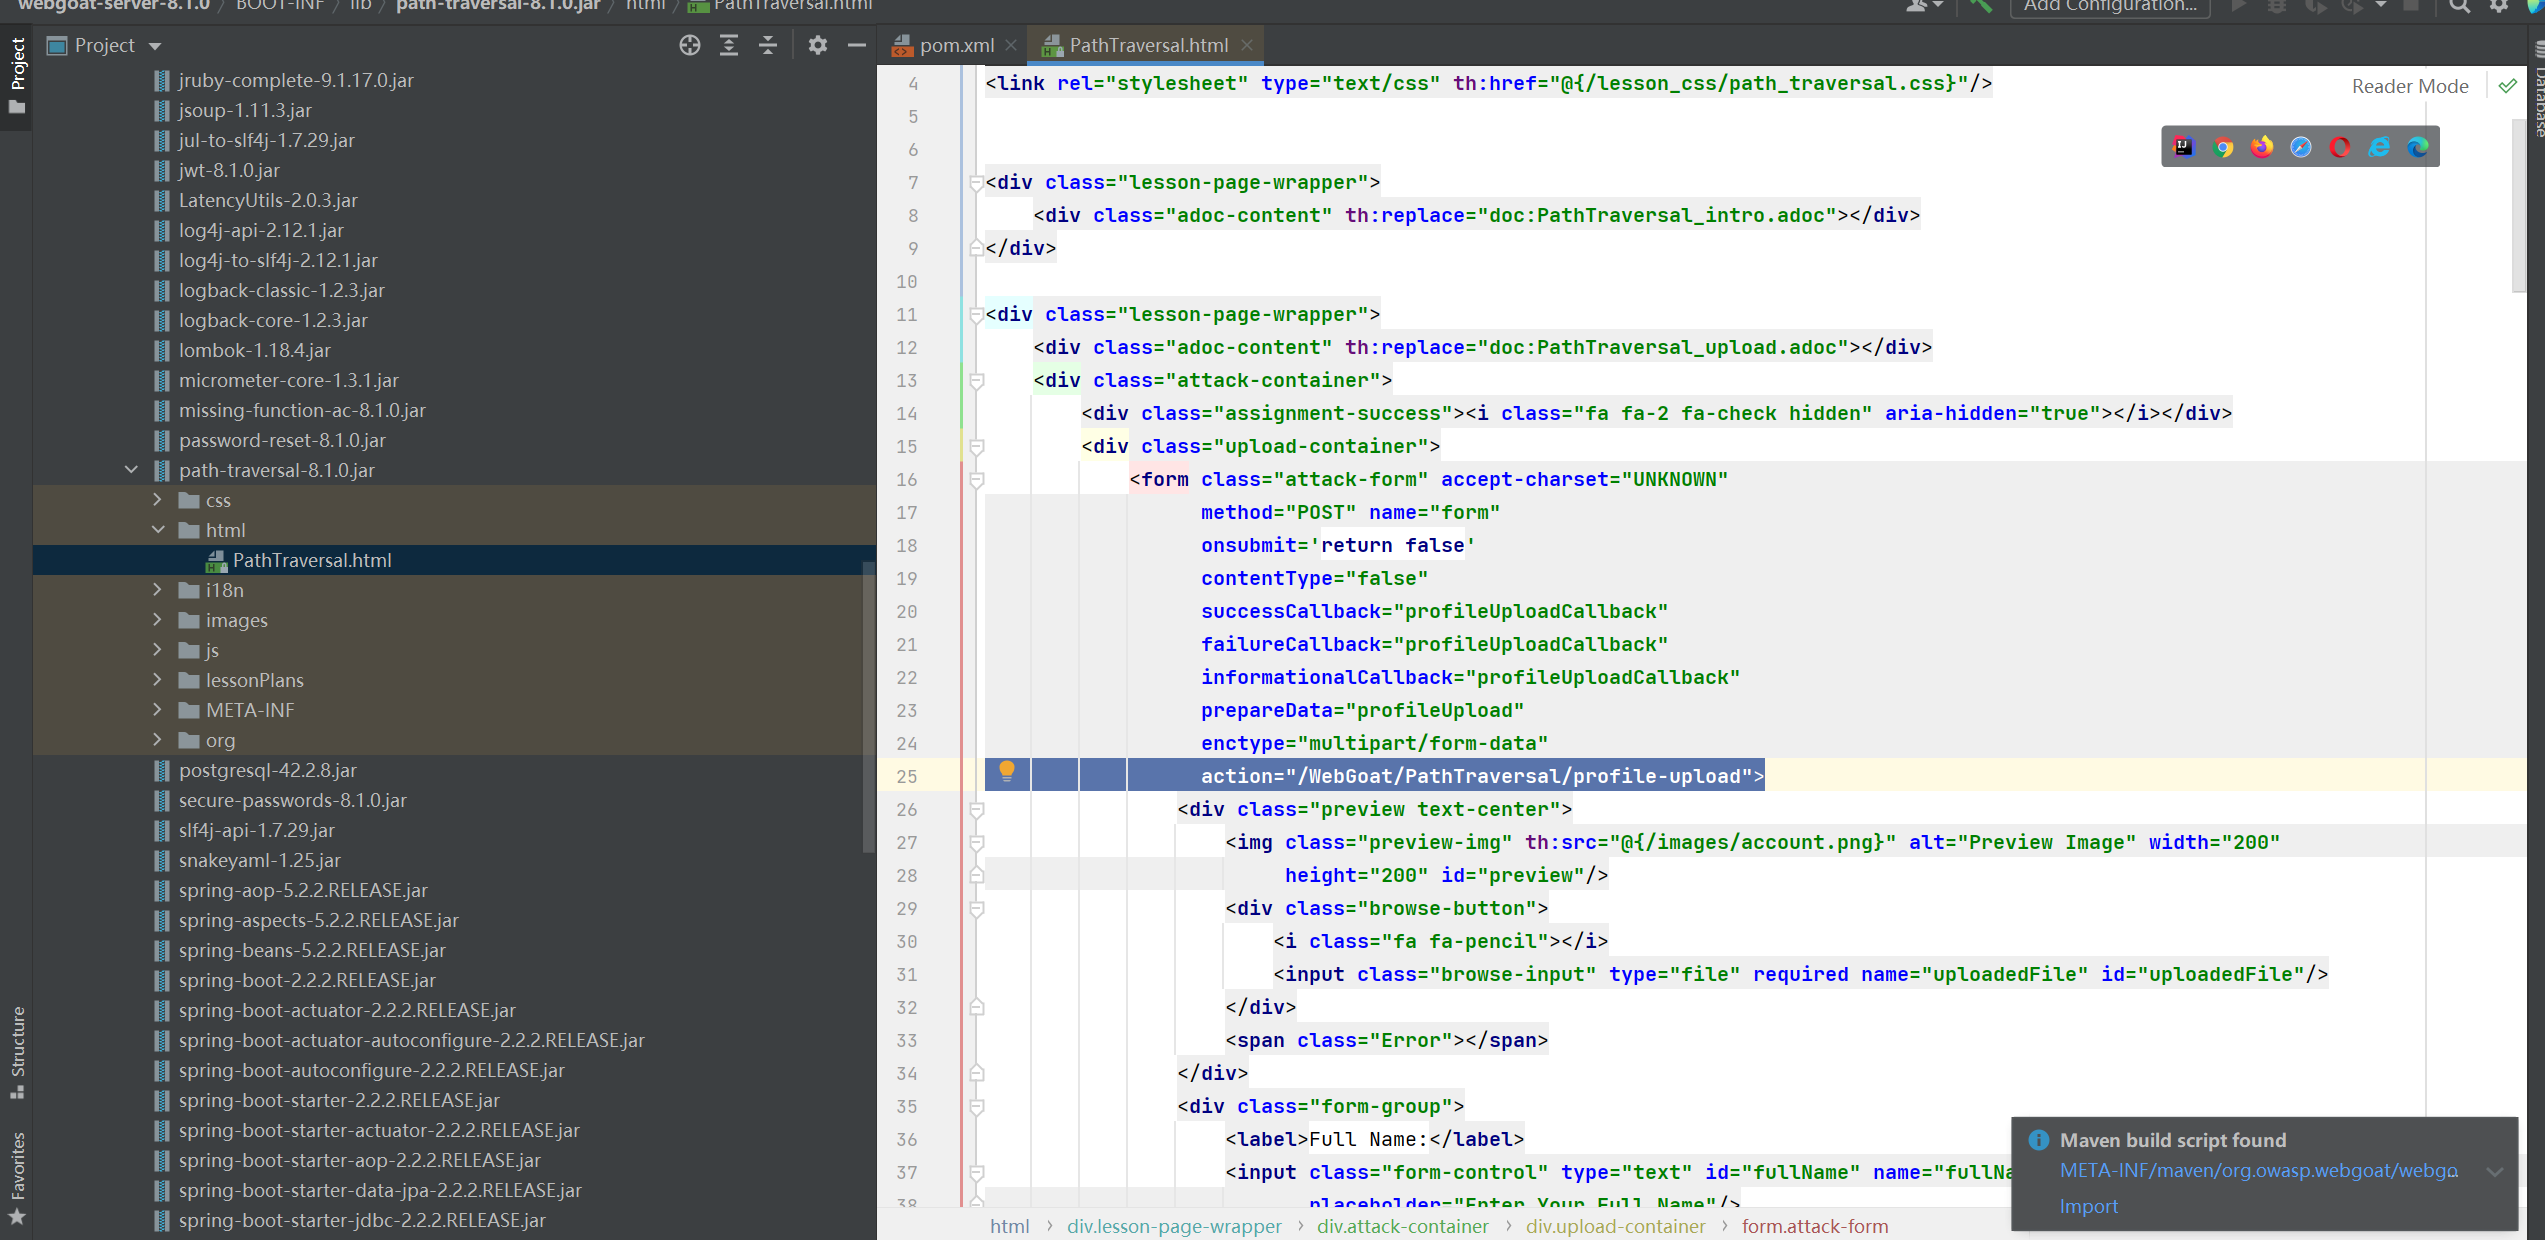 webgoat-server-8.1.0 BOOT-INF lib path-traversal-8.1.0.jar html PathTraversal.html
Add Configuration...
Project
Project
Structure
Favorites
jruby-complete-9.1.17.0.jar
jsoup-1.11.3.jar
jul-to-slf4j-1.7.29.jar
jwt-8.1.0.jar
LatencyUtils-2.0.3.jar
log4j-api-2.12.1.jar
log4j-to-slf4j-2.12.1.jar
logback-classic-1.2.3.jar
logback-core-1.2.3.jar
lombok-1.18.4.jar
micrometer-core-1.3.1.jar
missing-function-ac-8.1.0.jar
password-reset-8.1.0.jar
path-traversal-8.1.0.jar
css
html
PathTraversal.html
i18n
images
js
lessonPlans
META-INF
org
postgresql-42.2.8.jar
secure-passwords-8.1.0.jar
slf4j-api-1.7.29.jar
snakeyaml-1.25.jar
spring-aop-5.2.2.RELEASE.jar
spring-aspects-5.2.2.RELEASE.jar
spring-beans-5.2.2.RELEASE.jar
spring-boot-2.2.2.RELEASE.jar
spring-boot-actuator-2.2.2.RELEASE.jar
spring-boot-actuator-autoconfigure-2.2.2.RELEASE.jar
spring-boot-autoconfigure-2.2.2.RELEASE.jar
spring-boot-starter-2.2.2.RELEASE.jar
spring-boot-starter-actuator-2.2.2.RELEASE.jar
spring-boot-starter-aop-2.2.2.RELEASE.jar
spring-boot-starter-data-jpa-2.2.2.RELEASE.jar
spring-boot-starter-jdbc-2.2.2.RELEASE.jar
pom.xml PathTraversal.html
Reader Mode
Database
4 <link rel="stylesheet" type="text/css" th:href="@{/lesson_css/path_traversal.css}"/>
5
6
7 <div class="lesson-page-wrapper">
8 <div class="adoc-content" th:replace="doc:PathTraversal_intro.adoc"></div>
9 </div>
10
11 <div class="lesson-page-wrapper">
12 <div class="adoc-content" th:replace="doc:PathTraversal_upload.adoc"></div>
13 <div class="attack-container">
14 <div class="assignment-success"><i class="fa fa-2 fa-check hidden" aria-hidden="true"></i></div>
15 <div class="upload-container">
16 <form class="attack-form" accept-charset="UNKNOWN"
17 method="POST" name="form"
18 onsubmit='return false'
19 contentType="false"
20 successCallback="profileUploadCallback"
21 failureCallback="profileUploadCallback"
22 informationalCallback="profileUploadCallback"
23 prepareData="profileUpload"
24 enctype="multipart/form-data"
25 action="/WebGoat/PathTraversal/profile-upload">
26 <div class="preview text-center">
27 <img class="preview-img" th:src="@{/images/account.png}" alt="Preview Image" width="200"
28 height="200" id="preview"/>
29 <div class="browse-button">
30 <i class="fa fa-pencil"></i>
31 <input class="browse-input" type="file" required name="uploadedFile" id="uploadedFile"/>
32 </div>
33 <span class="Error"></span>
34 </div>
35 <div class="form-group">
36 <label>Full Name:</label>
37 <input class="form-control" type="text" id="fullName" name="fullNa
38 placeholder="Enter Your Full Name"/>
Maven build script found
META-INF/maven/org.owasp.webgoat/webgo...
Import
html div.lesson-page-wrapper div.attack-container div.upload-container form.attack-form